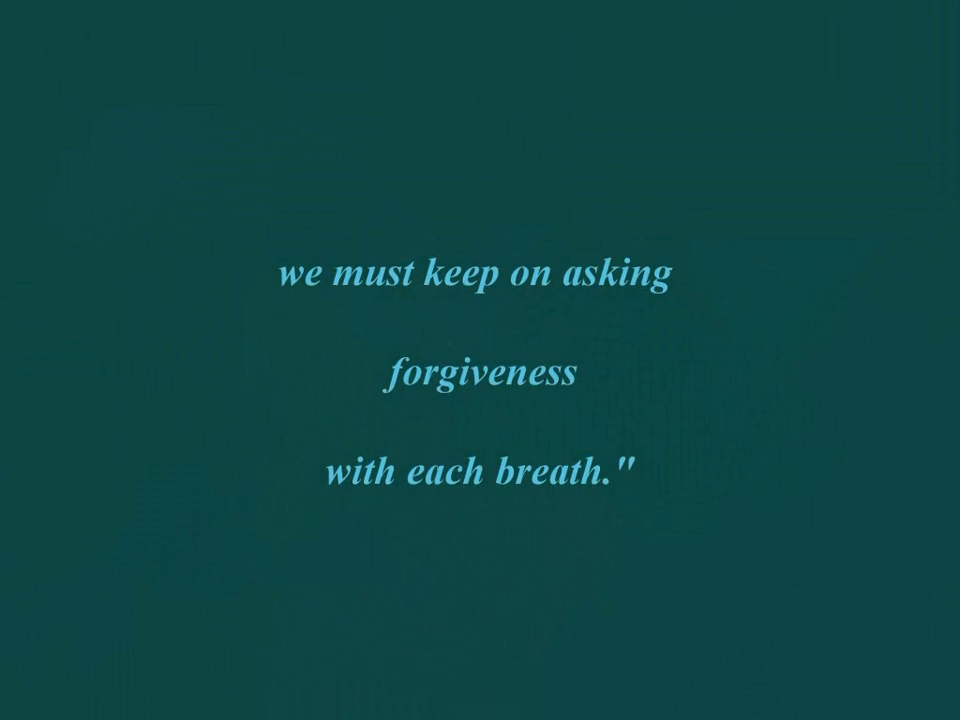 we must keep on asking
forgiveness
with each breath."